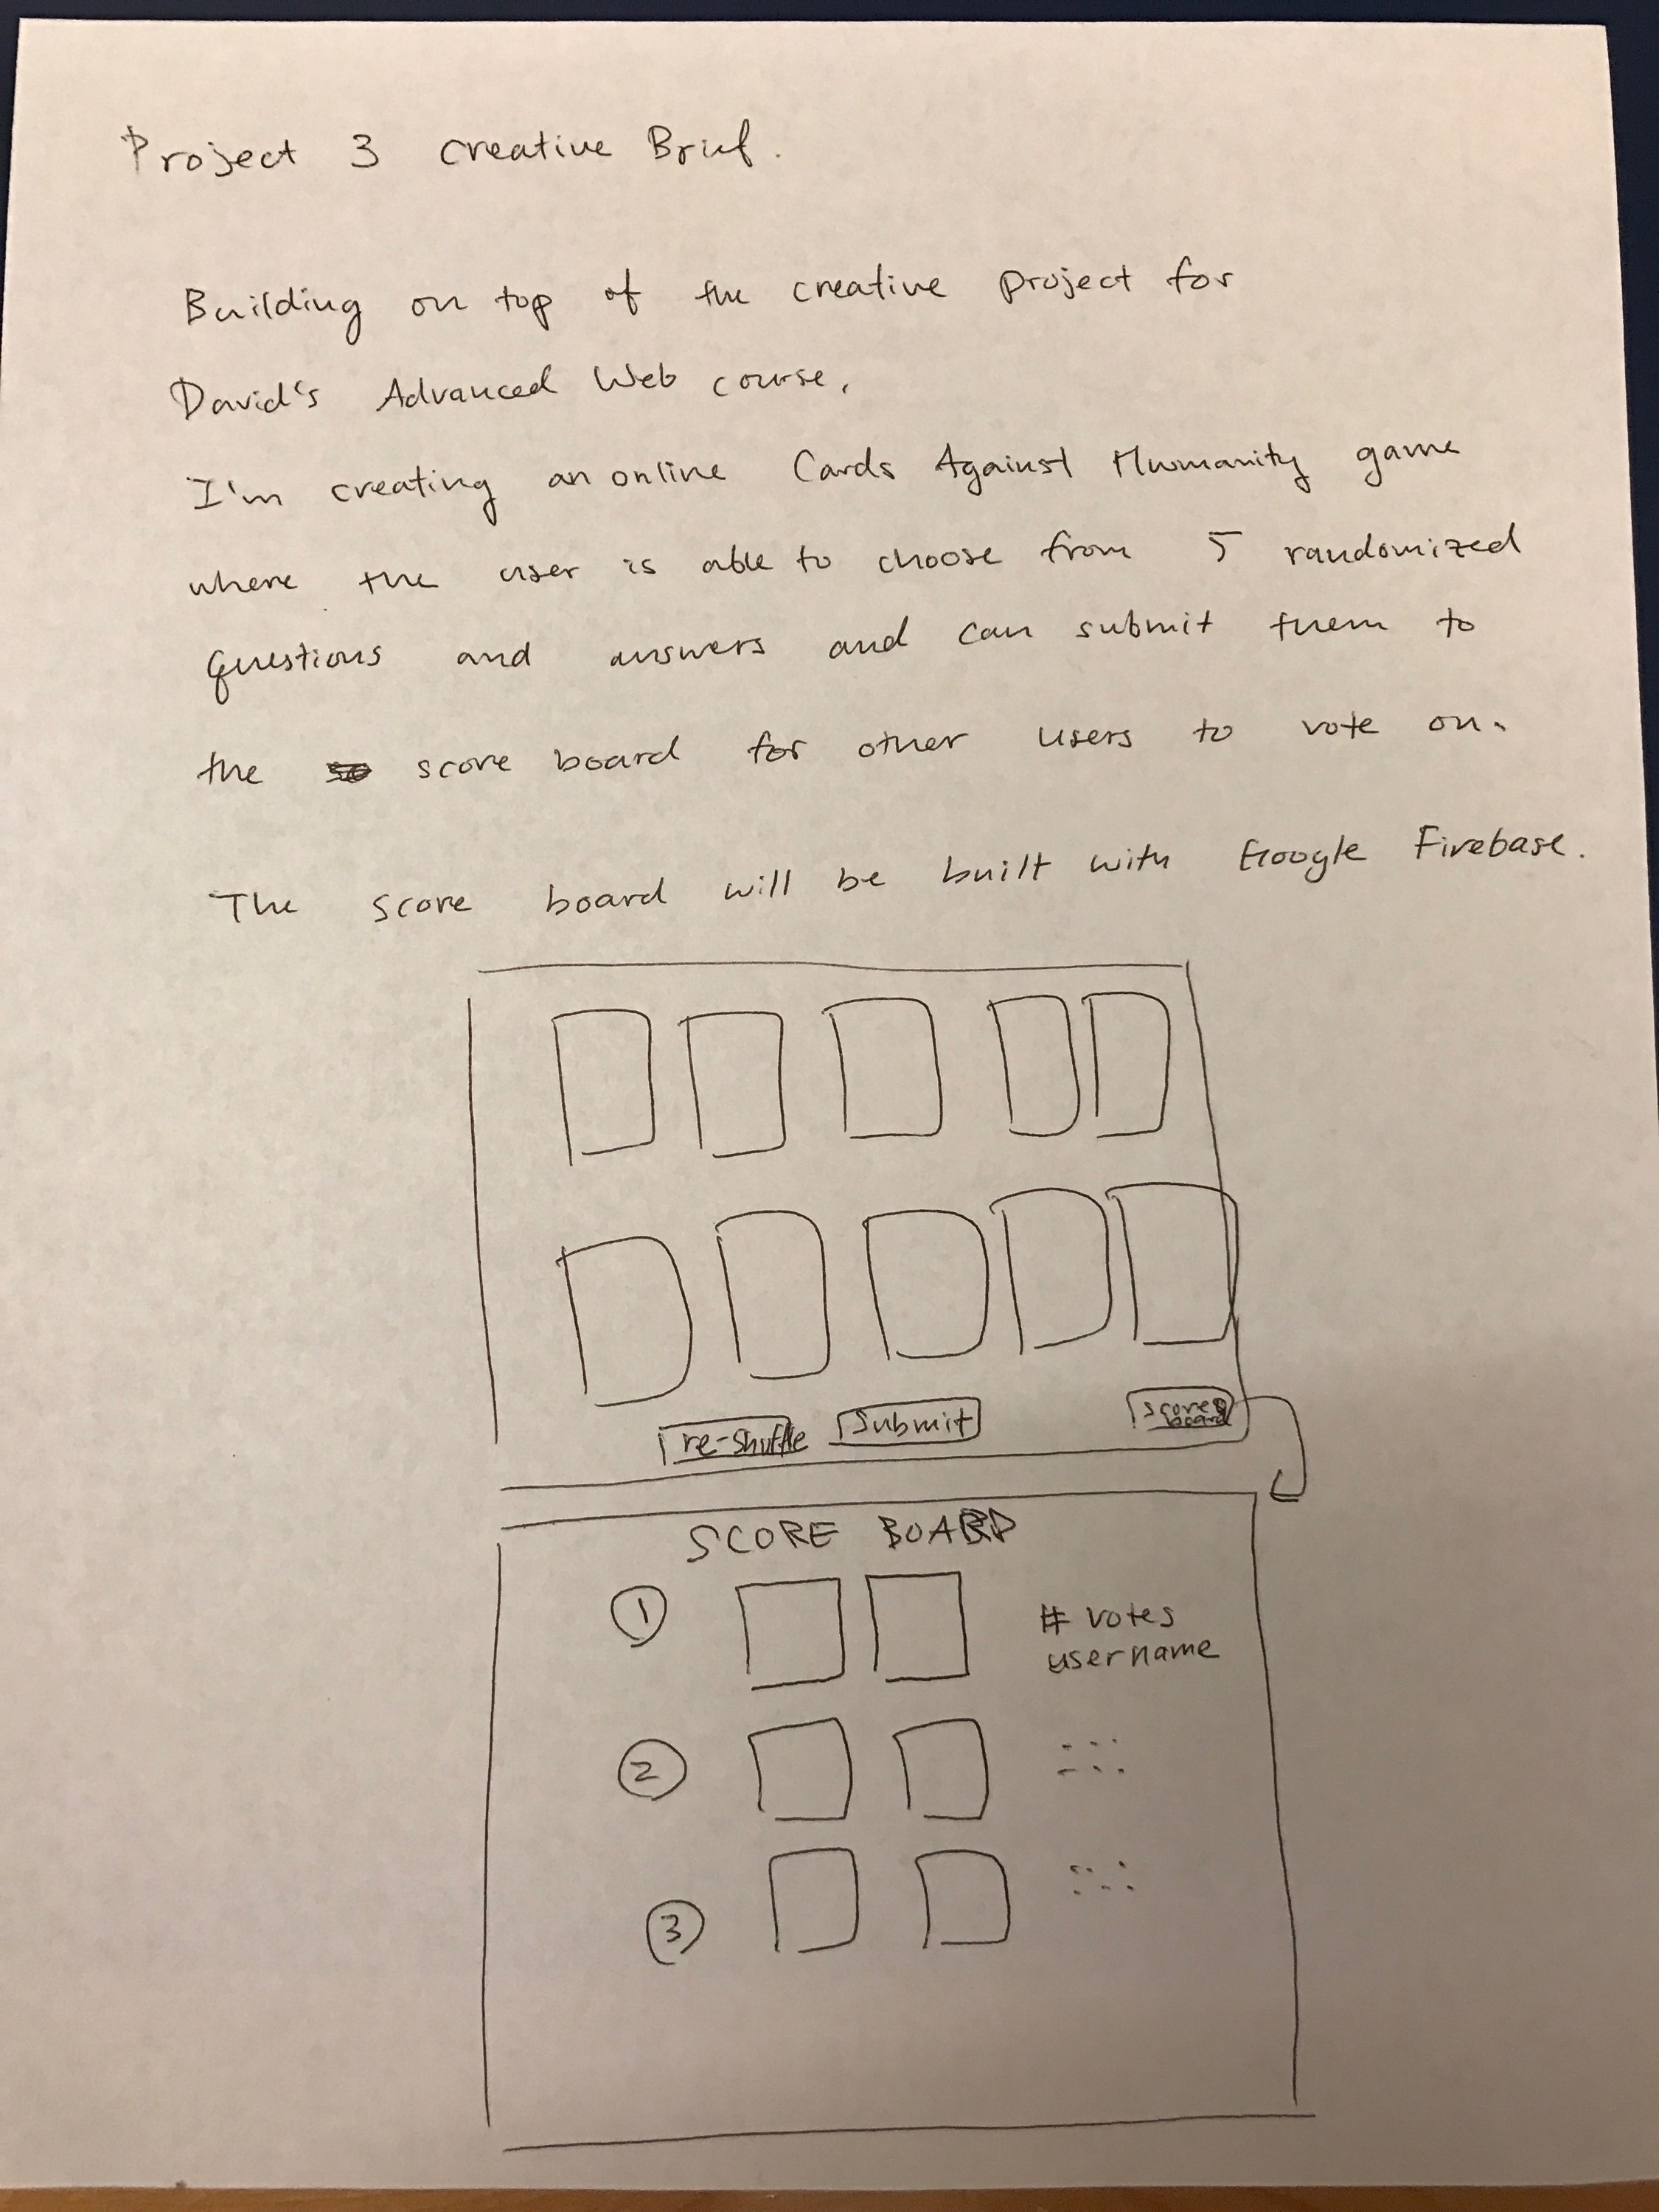 Project 3 Creative Brief.
Building on top of the creative project for
David's Advanced Web course.
I'm creating an online Cards Against Humanity game
where the user is able to choose from 5 randomized
questions and answers and can submit them to
the score board for other users to vote on.
The score board will be built with Google Firebase.
re-shuffle submit score board
SCORE BOARD
1
# votes
username
2
3